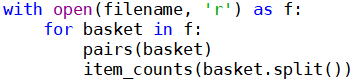 with open(filename, 'r') as f:
    for basket in f:
        pairs(basket)
        item_counts(basket.split())